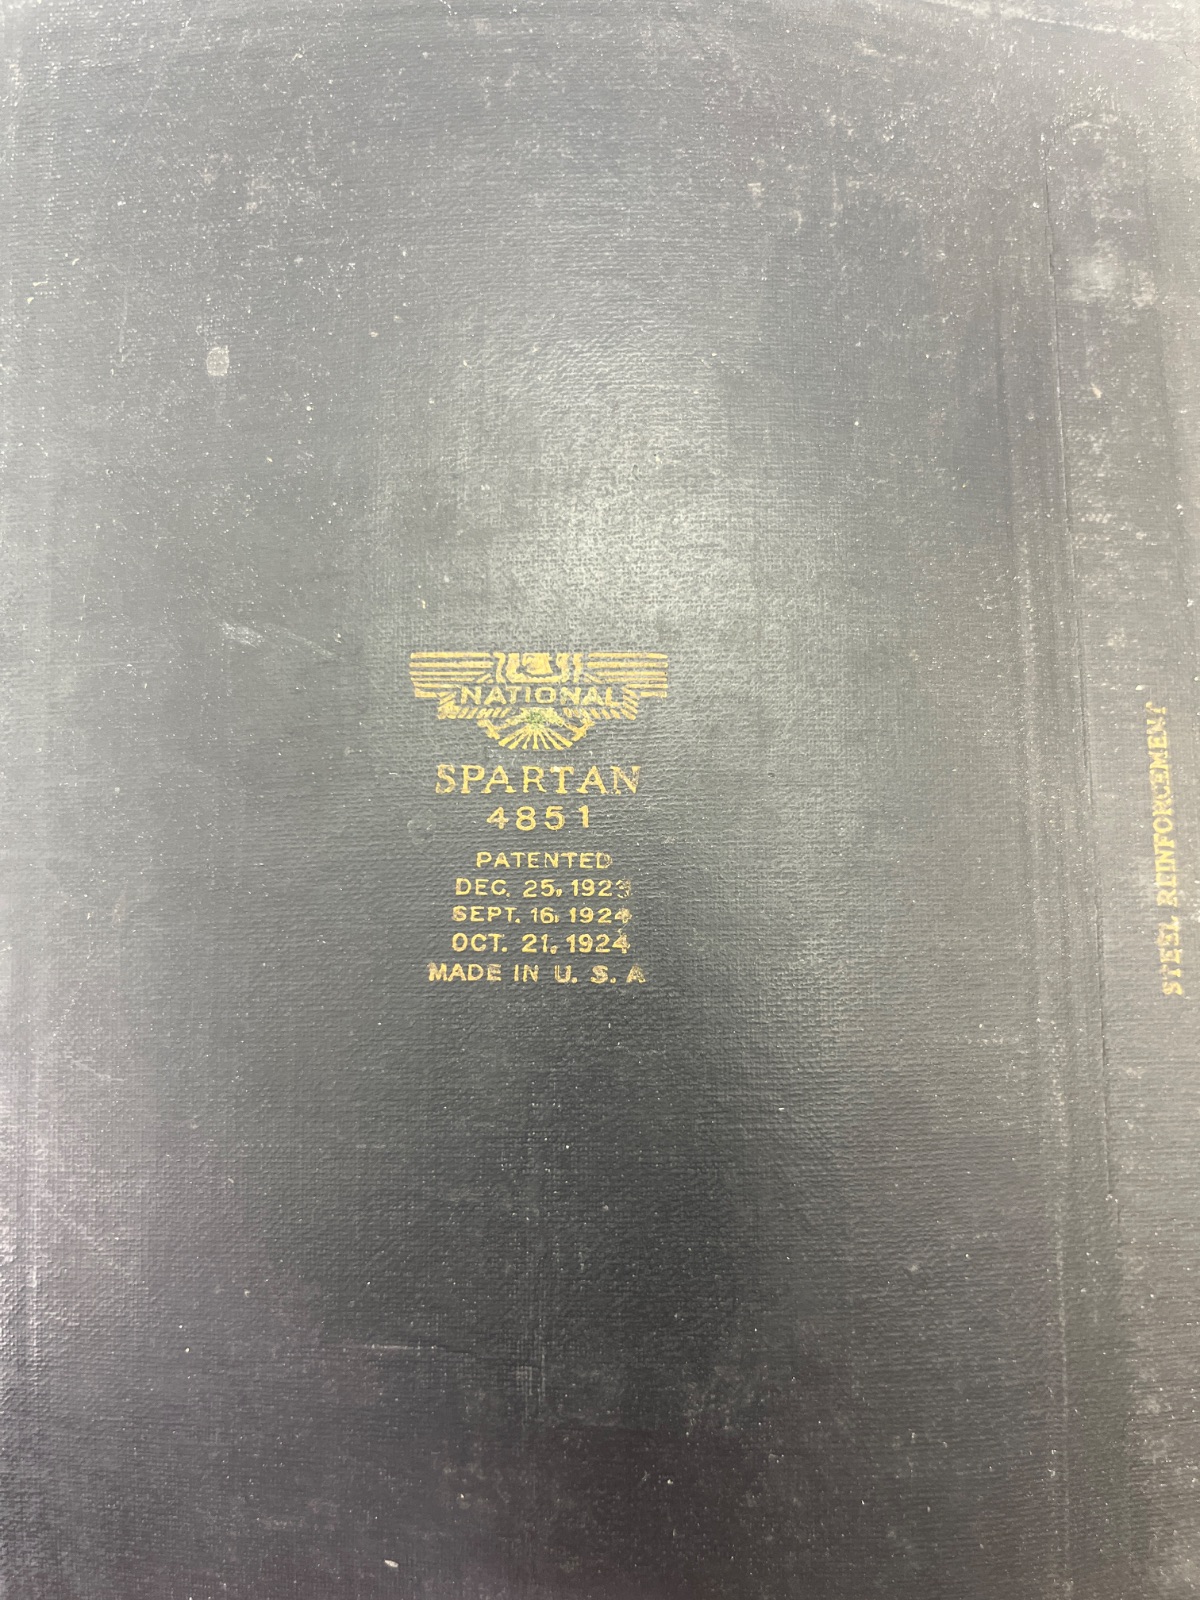 NATIONAL
SPARTAN
4851
PATENTED
DEC. 25, 1923
SEPT. 16, 1924
OCT. 21, 1924
MADE IN U. S. A
STEEL REINFORCEMENT